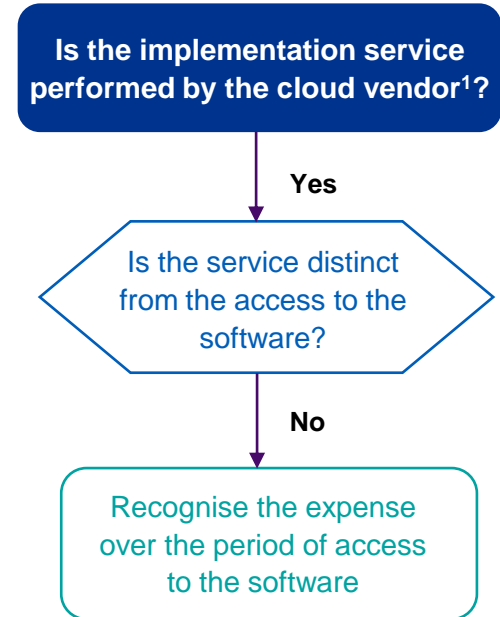 Is the implementation service
performed by the cloud vendor¹?
Yes
Is the service distinct
from the access to the
software?
No
Recognise the expense
over the period of access
to the software